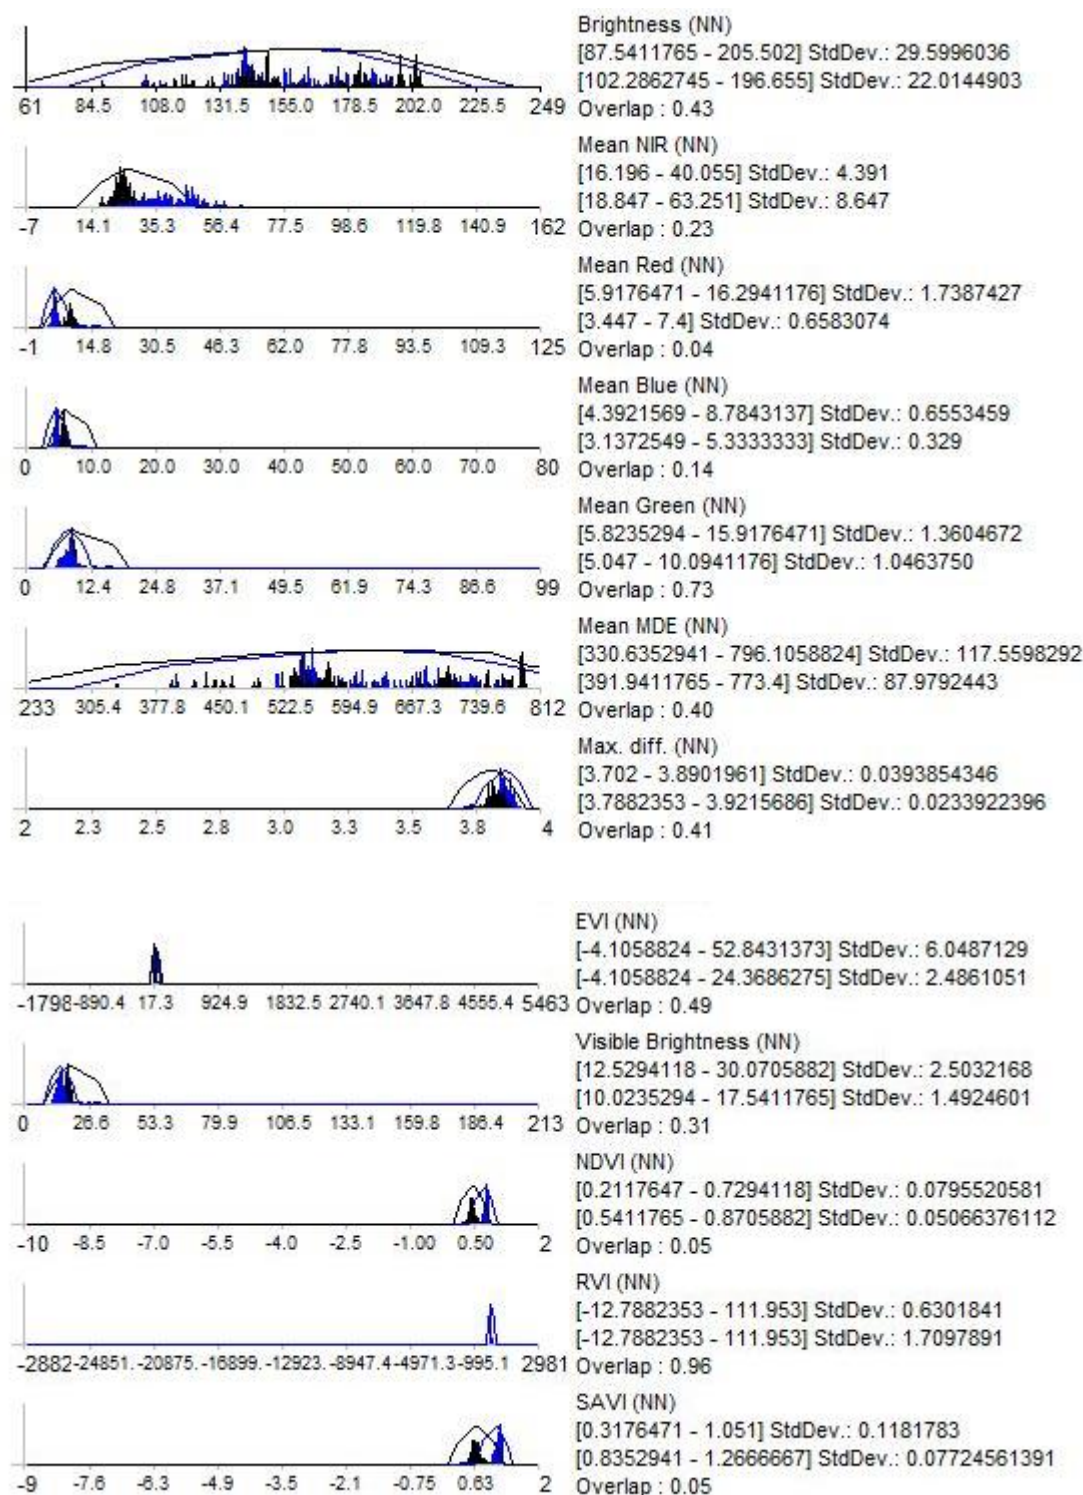 Brightness (NN)
[87.5411765 - 205.502] StdDev.: 29.5996036
[102.2862745 - 196.655] StdDev.: 22.0144903
61 84.5 108.0 131.5 155.0 178.5 202.0 225.5 249 Overlap : 0.43
Mean NIR (NN)
[16.196 - 40.055] StdDev.: 4.391
[18.847 - 63.251] StdDev.: 8.647
-7 14.1 35.3 56.4 77.5 98.6 119.8 140.9 162 Overlap : 0.23
Mean Red (NN)
[5.9176471 - 16.2941176] StdDev.: 1.7387427
[3.447 - 7.4] StdDev.: 0.6583074
-1 14.8 30.5 46.3 62.0 77.8 93.5 109.3 125 Overlap : 0.04
Mean Blue (NN)
[4.3921569 - 8.7843137] StdDev.: 0.6553459
[3.1372549 - 5.3333333] StdDev.: 0.329
0 10.0 20.0 30.0 40.0 50.0 60.0 70.0 80 Overlap : 0.14
Mean Green (NN)
[5.8235294 - 15.9176471] StdDev.: 1.3604672
[5.047 - 10.0941176] StdDev.: 1.0463750
0 12.4 24.8 37.1 49.5 61.9 74.3 86.6 99 Overlap : 0.73
Mean MDE (NN)
[330.6352941 - 796.1058824] StdDev.: 117.5598292
[391.9411765 - 773.4] StdDev.: 87.9792443
233 305.4 377.8 450.1 522.5 594.9 667.3 739.6 812 Overlap : 0.40
Max. diff. (NN)
[3.702 - 3.8901961] StdDev.: 0.0393854346
[3.7882353 - 3.9215686] StdDev.: 0.0233922396
2 2.3 2.5 2.8 3.0 3.3 3.5 3.8 4 Overlap : 0.41
EVI (NN)
[-4.1058824 - 52.8431373] StdDev.: 6.0487129
[-4.1058824 - 24.3686275] StdDev.: 2.4861051
-1798-890.4 17.3 924.9 1832.5 2740.1 3647.8 4555.4 5463 Overlap : 0.49
Visible Brightness (NN)
[12.5294118 - 30.0705882] StdDev.: 2.5032168
[10.0235294 - 17.5411765] StdDev.: 1.4924601
0 26.6 53.3 79.9 106.5 133.1 159.8 186.4 213 Overlap : 0.31
NDVI (NN)
[0.2117647 - 0.7294118] StdDev.: 0.0795520581
[0.5411765 - 0.8705882] StdDev.: 0.05066376112
-10 -8.5 -7.0 -5.5 -4.0 -2.5 -1.00 0.50 2 Overlap : 0.05
RVI (NN)
[-12.7882353 - 111.953] StdDev.: 0.6301841
[-12.7882353 - 111.953] StdDev.: 1.7097891
-2882-24851.-20875.-16899.-12923.-8947.4-4971.3-995.1 2981 Overlap : 0.96
SAVI (NN)
[0.3176471 - 1.051] StdDev.: 0.1181783
[0.8352941 - 1.2666667] StdDev.: 0.07724561391
-9 -7.6 -6.3 -4.9 -3.5 -2.1 -0.75 0.63 2 Overlap : 0.05